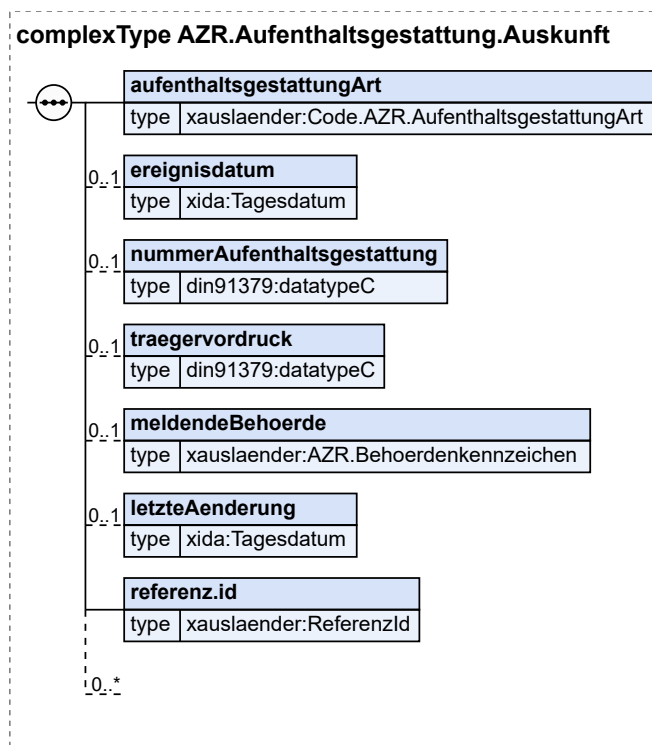 complexType AZR.Aufenthaltsgestattung.Auskunft
aufenthaltsgestattungArt
type xauslaender:Code.AZR.AufenthaltsgestattungArt
0..1 ereignisdatum
type xida:Tagesdatum
0..1 nummerAufenthaltsgestattung
type din91379:datatypeC
0..1 traegervordruck
type din91379:datatypeC
0..1 meldendeBehoerde
type xauslaender:AZR.Behoerdenkennzeichen
0..1 letzteAenderung
type xida:Tagesdatum
referenz.id
type xauslaender:ReferenzId
0..*